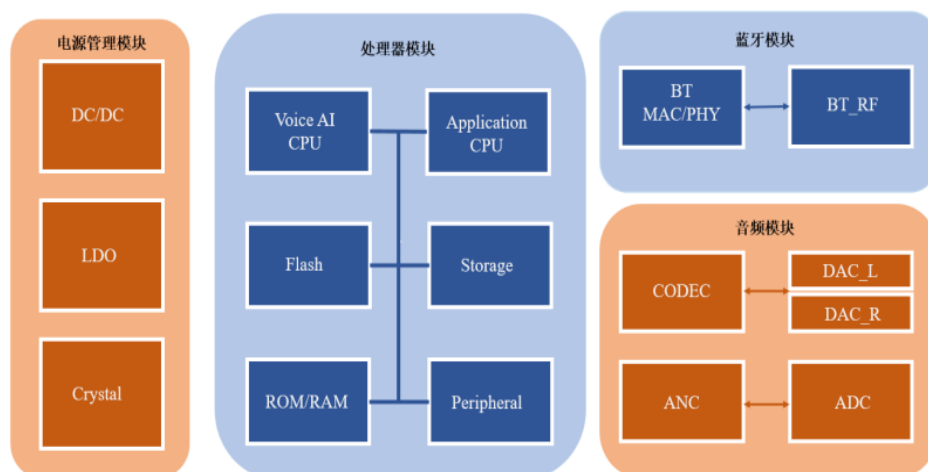 电源管理模块
DC/DC
LDO
Crystal
处理器模块
Voice AI
CPU
Application
CPU
Flash
Storage
ROM/RAM
Peripheral
蓝牙模块
BT
MAC/PHY
BT_RF
音频模块
CODEC
DAC_L
DAC_R
ANC
ADC